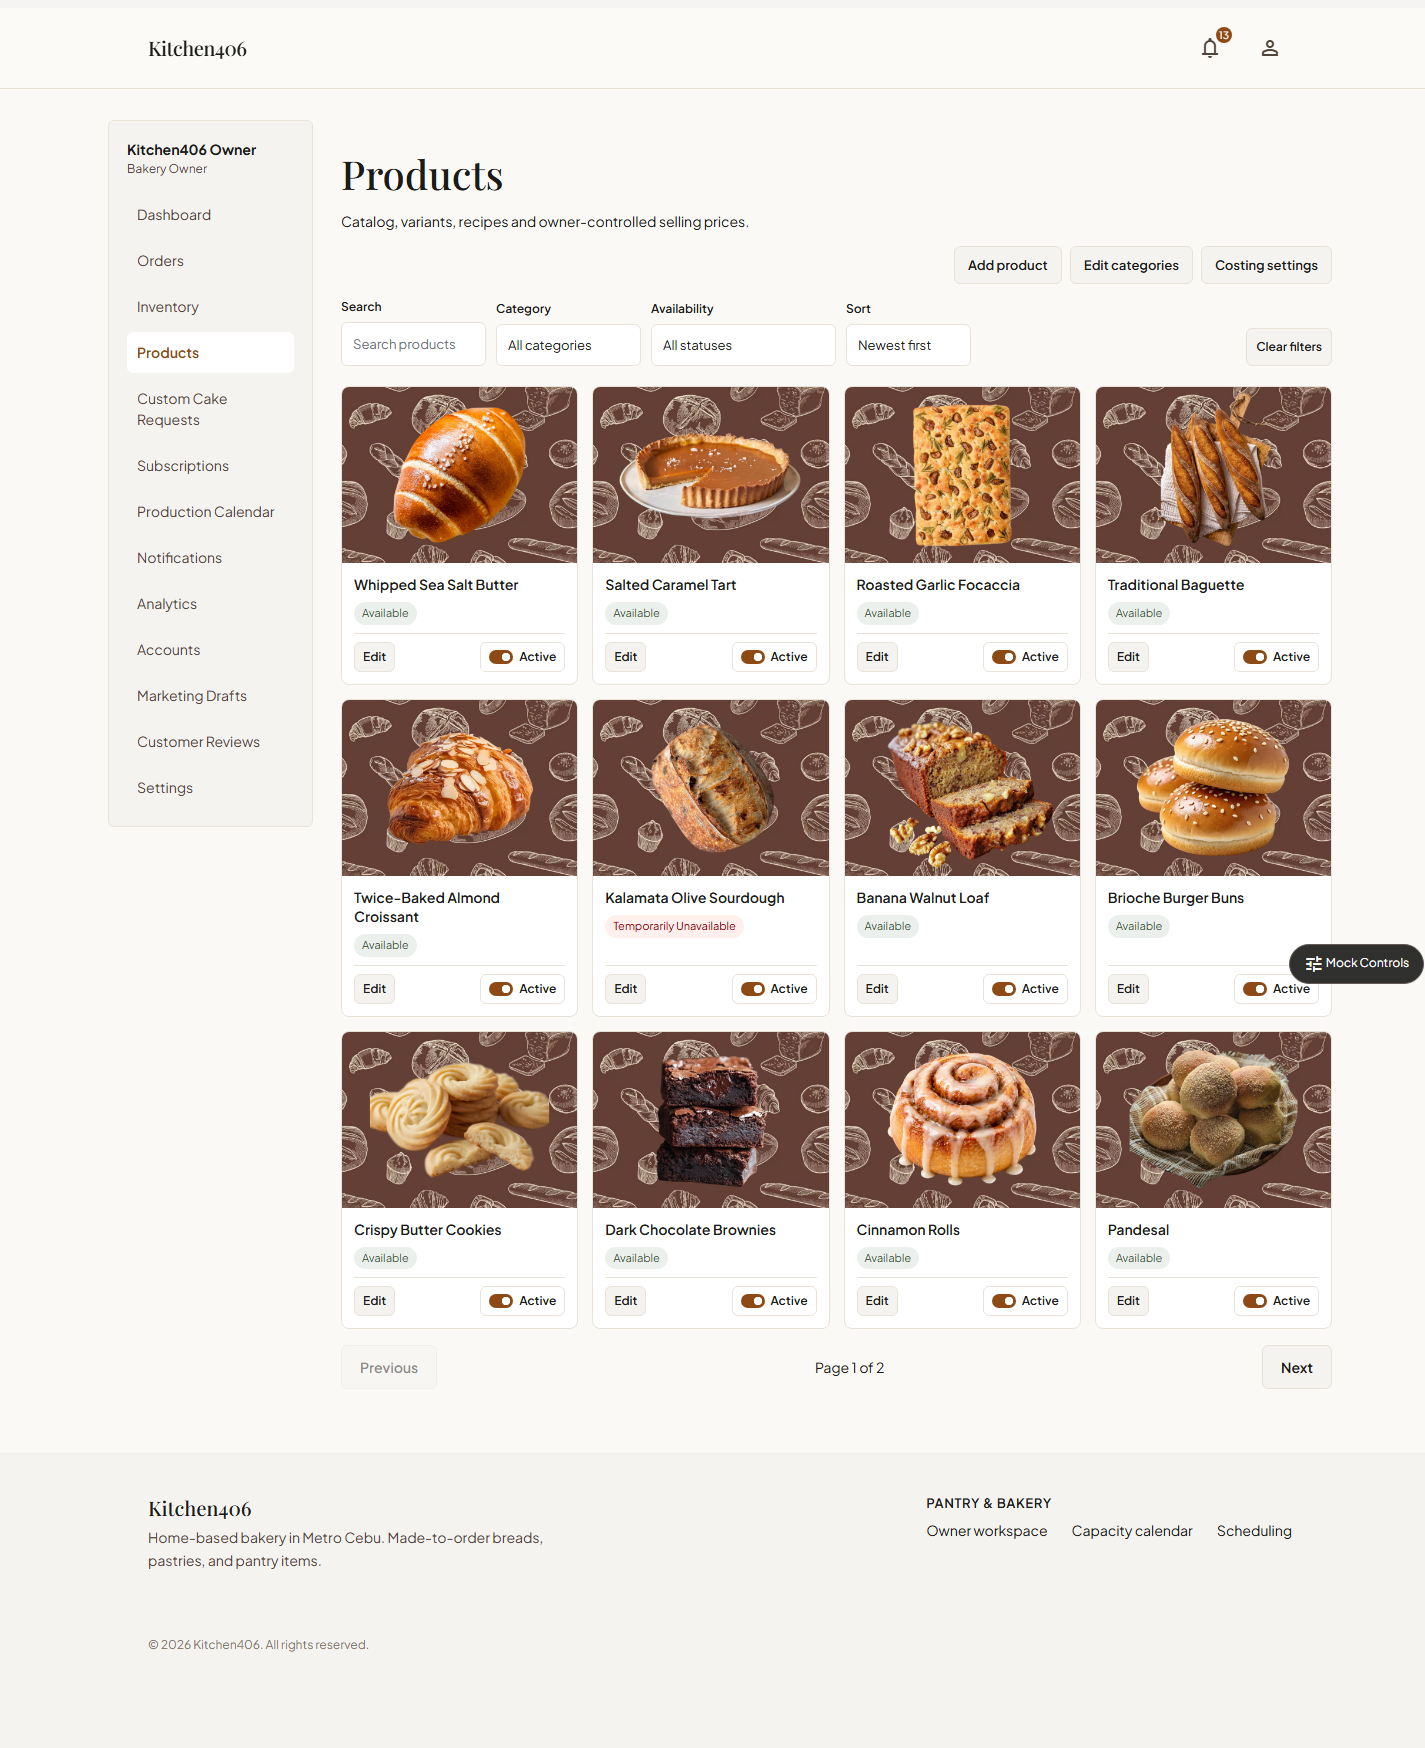 Kitchen406
13
Kitchen406 Owner
Bakery Owner
Dashboard
Orders
Inventory
Products
Custom Cake
Requests
Subscriptions
Production Calendar
Notifications
Analytics
Accounts
Marketing Drafts
Customer Reviews
Settings
Products
Catalog, variants, recipes and owner-controlled selling prices.
Add product
Edit categories
Costing settings
Search
Category
Availability
Sort
Search products
All categories
All statuses
Newest first
Clear filters
Whipped Sea Salt Butter
Available
Edit
Active
Salted Caramel Tart
Available
Edit
Active
Roasted Garlic Focaccia
Available
Edit
Active
Traditional Baguette
Available
Edit
Active
Twice-Baked Almond
Croissant
Available
Edit
Active
Kalamata Olive Sourdough
Temporarily Unavailable
Edit
Active
Banana Walnut Loaf
Available
Edit
Active
Brioche Burger Buns
Available
Edit
Active
Mock Controls
Crispy Butter Cookies
Available
Edit
Active
Dark Chocolate Brownies
Available
Edit
Active
Cinnamon Rolls
Available
Edit
Active
Pandesal
Available
Edit
Active
Previous
Page 1 of 2
Next
Kitchen406
Home-based bakery in Metro Cebu. Made-to-order breads,
pastries, and pantry items.
PANTRY & BAKERY
Owner workspace
Capacity calendar
Scheduling
© 2026 Kitchen406. All rights reserved.